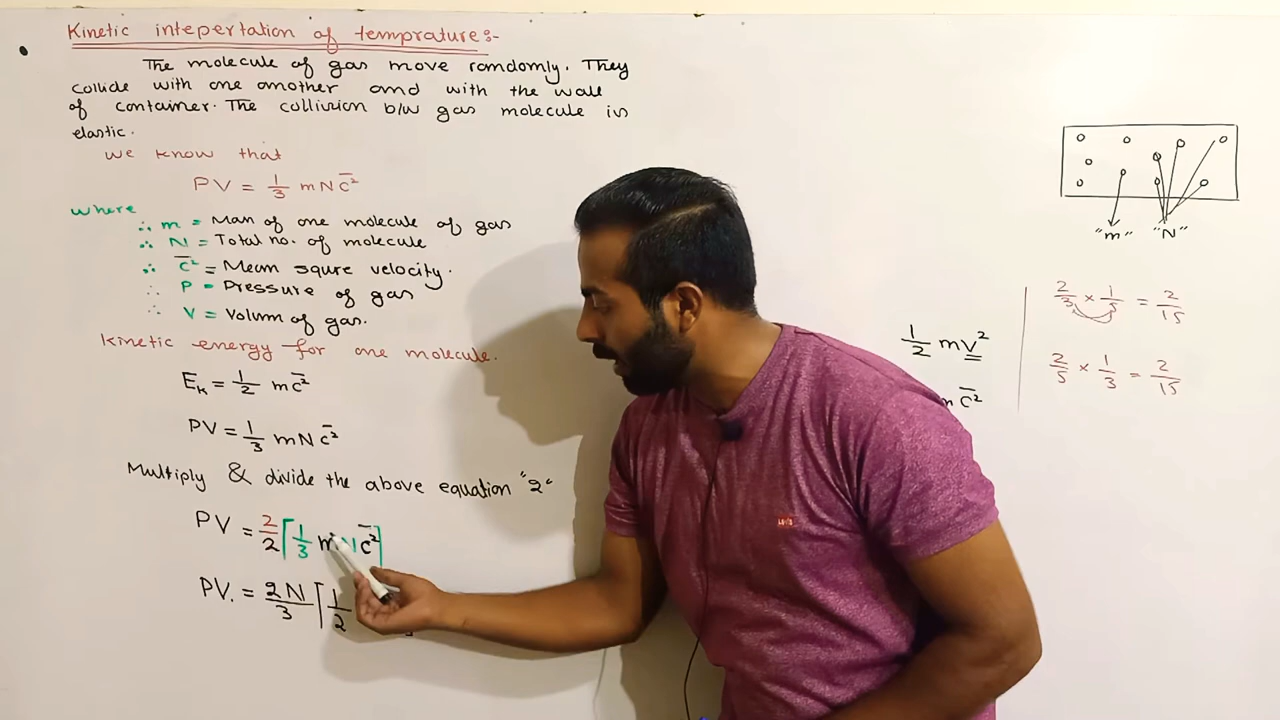 Kinetic intepertation of temprature:-
The molecule of gas move ramdomly. They
collide with one another and with the wall
of container. The collision b/w gas molecule is
elastic.
we know that
PV = 1/3 mNc̄²
where
∴ m = Mass of one molecule of gas
∴ N = Total no. of molecule
∴ c̄² = Mean squre velocity.
∴ P = Pressure of gas
∴ V = Volum of gas.
kinetic energy for one molecule.
Eₖ = 1/2 mc̄²
PV = 1/3 mNc̄²
Multiply & divide the above equation "2"
PV = 2/2 [1/3 mNc̄²]
PV. = 2N/3 [1/2
"m" "N"
1/2 mv²
m c̄²
2/3 × 1/5 = 2/15
2/5 × 1/3 = 2/15